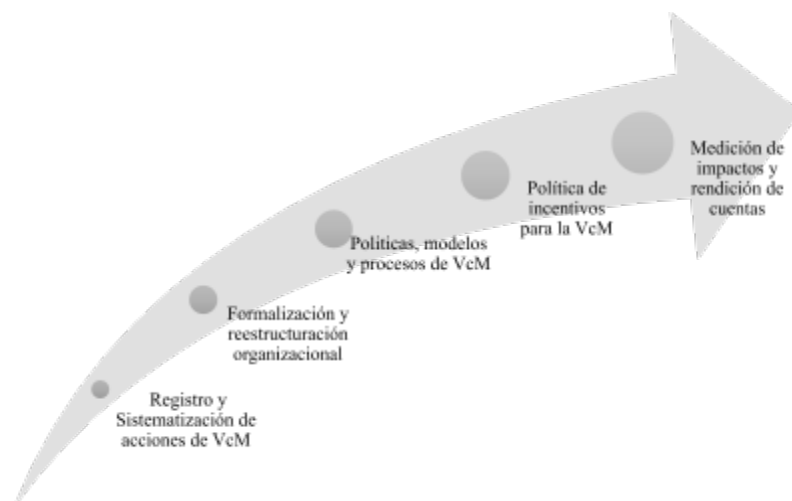 Medición de
impactos y
rendición de
cuentas
Política de
incentivos
para la VcM
Políticas, modelos
y procesos de VcM
Formalización y
reestructuración
organizacional
Registro y
Sistematización de
acciones de VcM